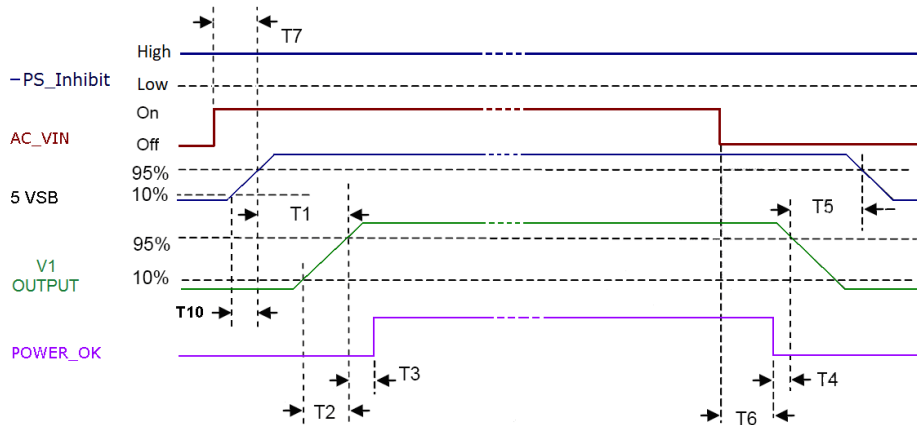 T7
High
–PS_Inhibit
Low
On
AC_VIN
Off
95%
10%
5 VSB
T1
T5
95%
V1
OUTPUT
10%
T10
POWER_OK
T3
T4
T2
T6